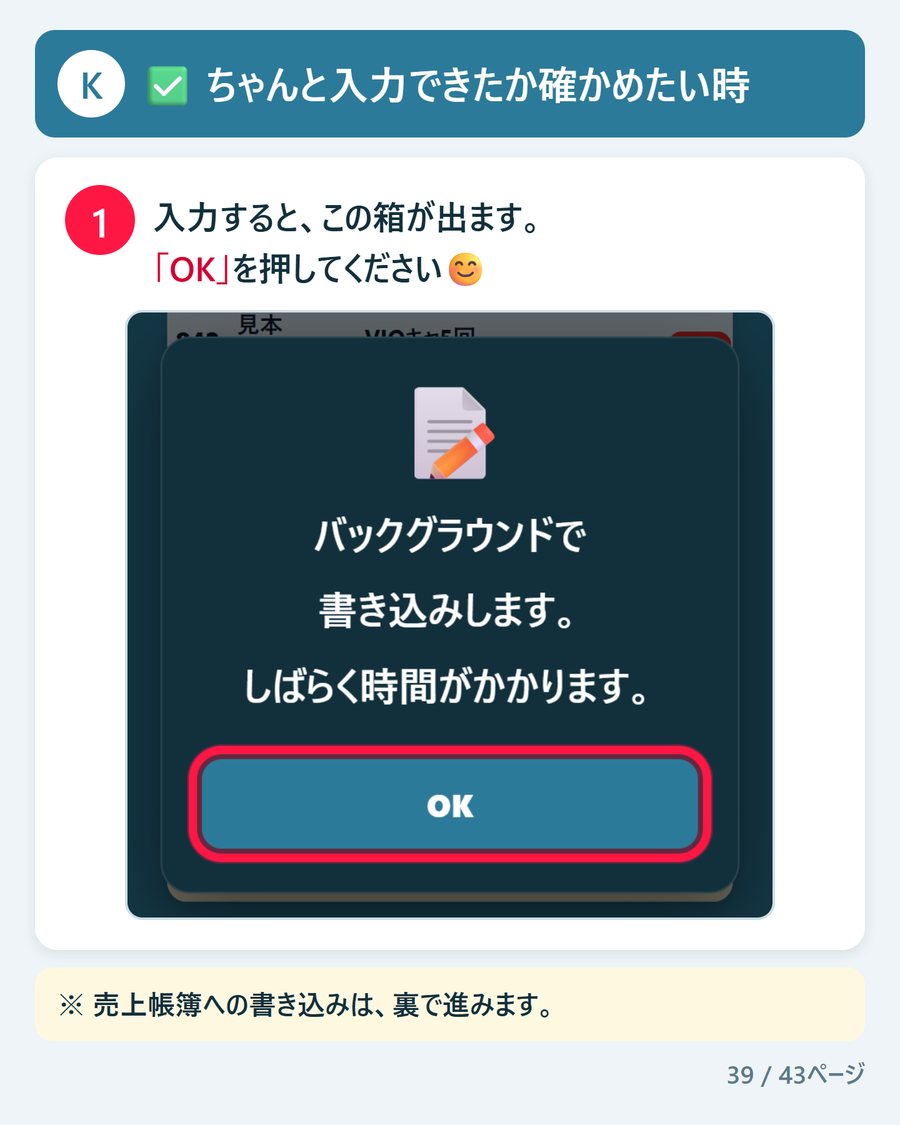 K ✅ ちゃんと入力できたか確かめたい時
1 入力すると、この箱が出ます。
「OK」を押してください😊
見本
バックグラウンドで
書き込みします。
しばらく時間がかかります。
OK
※ 売上帳簿への書き込みは、裏で進みます。
39 / 43ページ